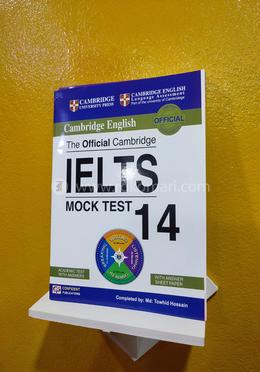 CAMBRIDGE
UNIVERSITY PRESS
CAMBRIDGE ENGLISH
Language Assessment
Part of the University of Cambridge
Cambridge English
OFFICIAL
The Official Cambridge
IELTS
MOCK TEST 14
ACADEMIC TEST
WITH ANSWERS
WITH ANSWER
SHEET PAPER
CONFIDENT
PUBLICATIONS
Completed by: Md: Towhid Hossain